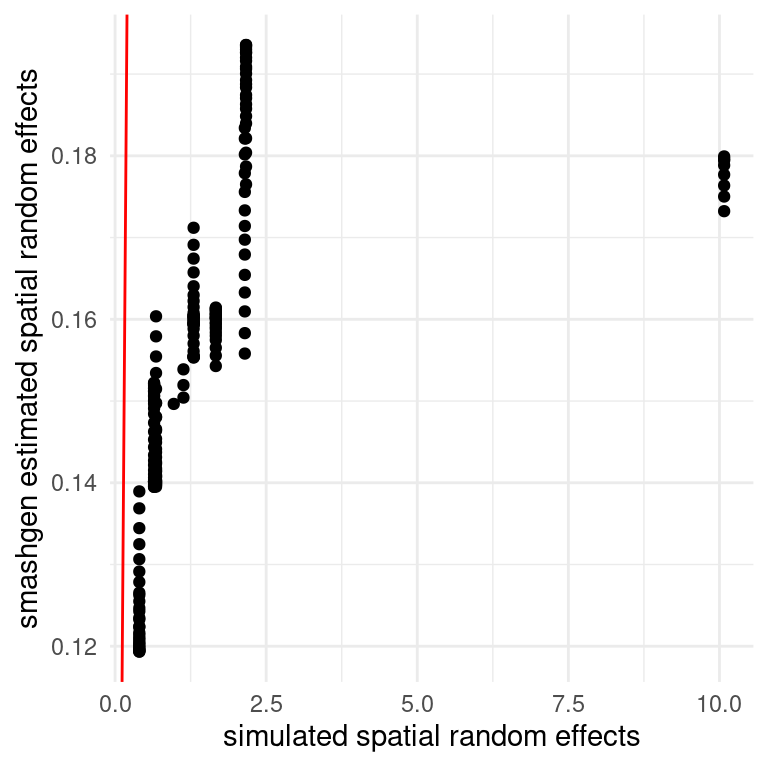 smashgen estimated spatial random effects
0.18
0.16
0.14
0.12
0.0 2.5 5.0 7.5 10.0
simulated spatial random effects